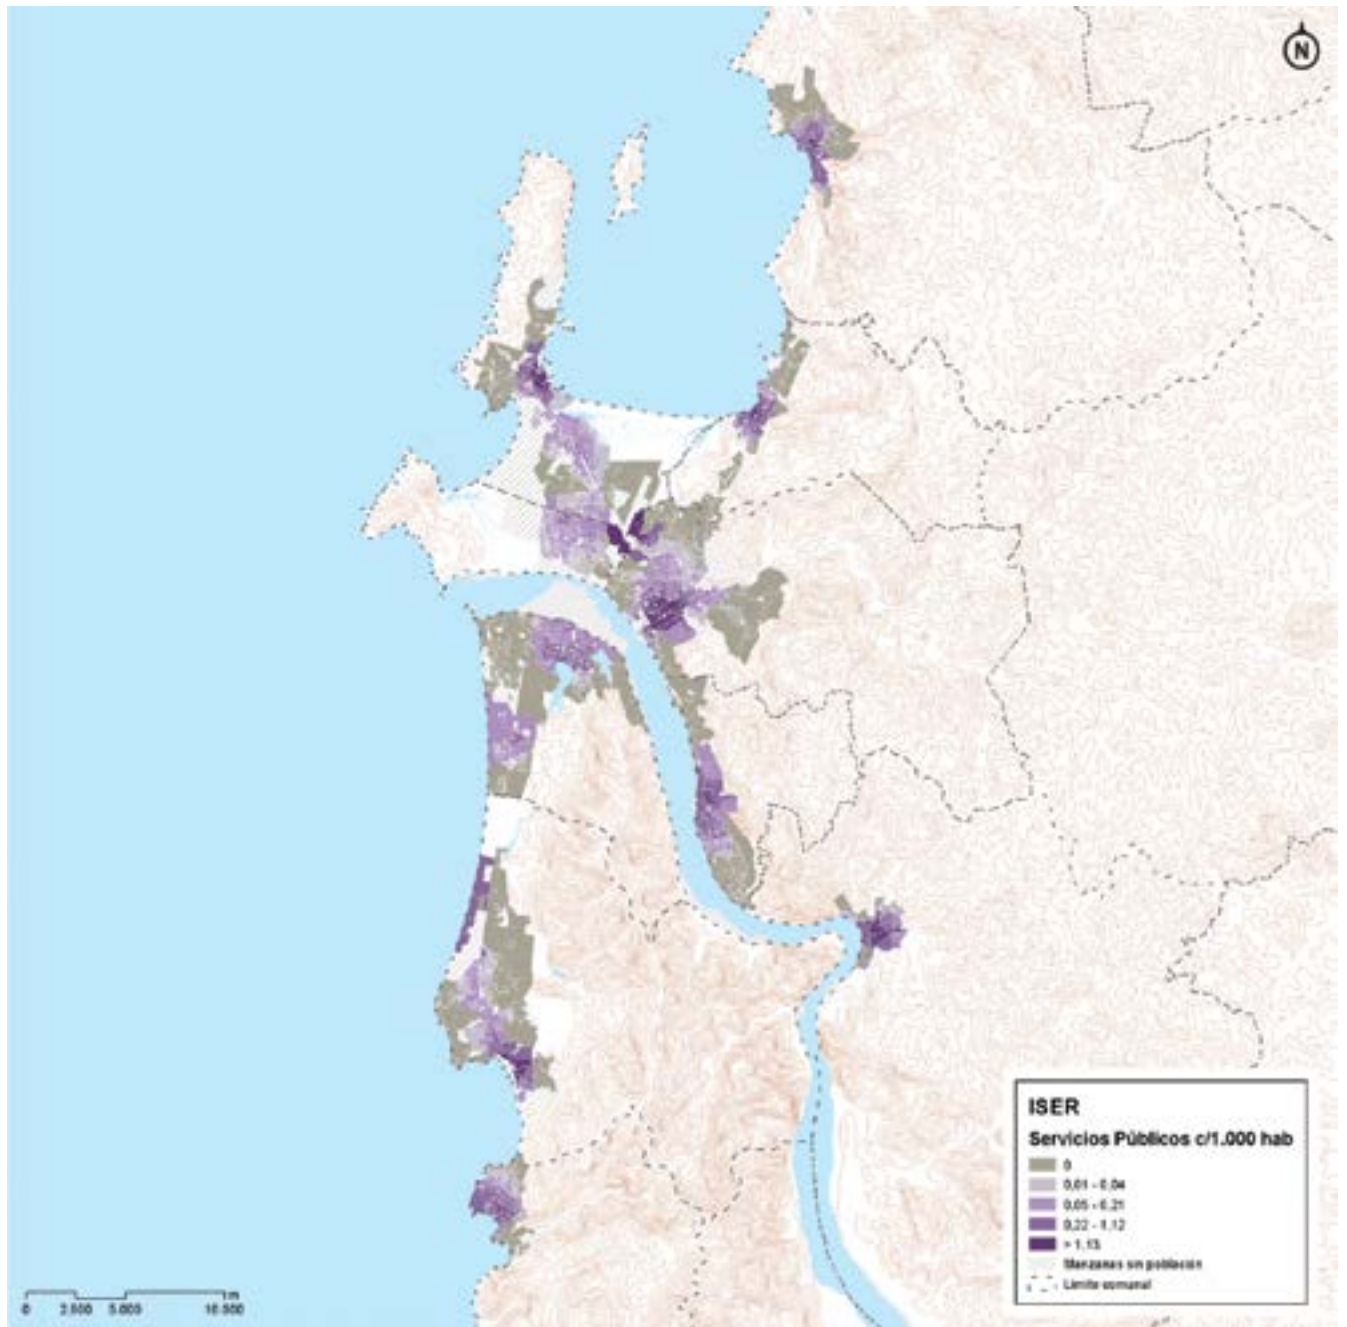 N
ISER
Servicios Públicos c/1.000 hab
0
0,01 - 0,04
0,05 - 0,21
0,22 - 1,12
> 1,13
Manzanas sin población
Límite comunal
m
0 2.500 5.000 10.000